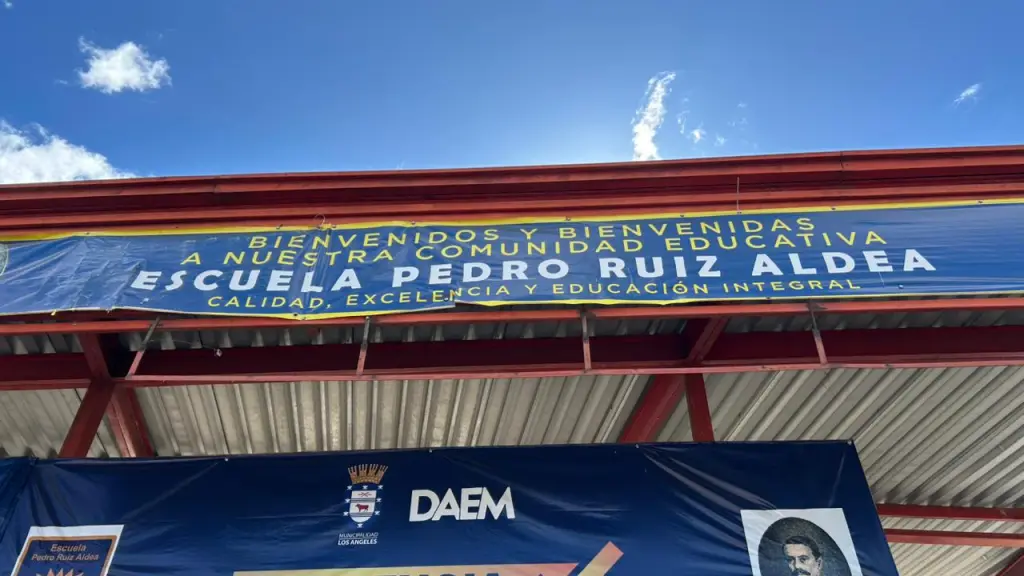 BIENVENIDOS Y BIENVENIDAS
A NUESTRA COMUNIDAD EDUCATIVA
ESCUELA PEDRO RUIZ ALDEA
CALIDAD, EXCELENCIA Y EDUCACIÓN INTEGRAL
DAEM
MUNICIPALIDAD
LOS ANGELES
Escuela
Pedro Ruiz Aldea